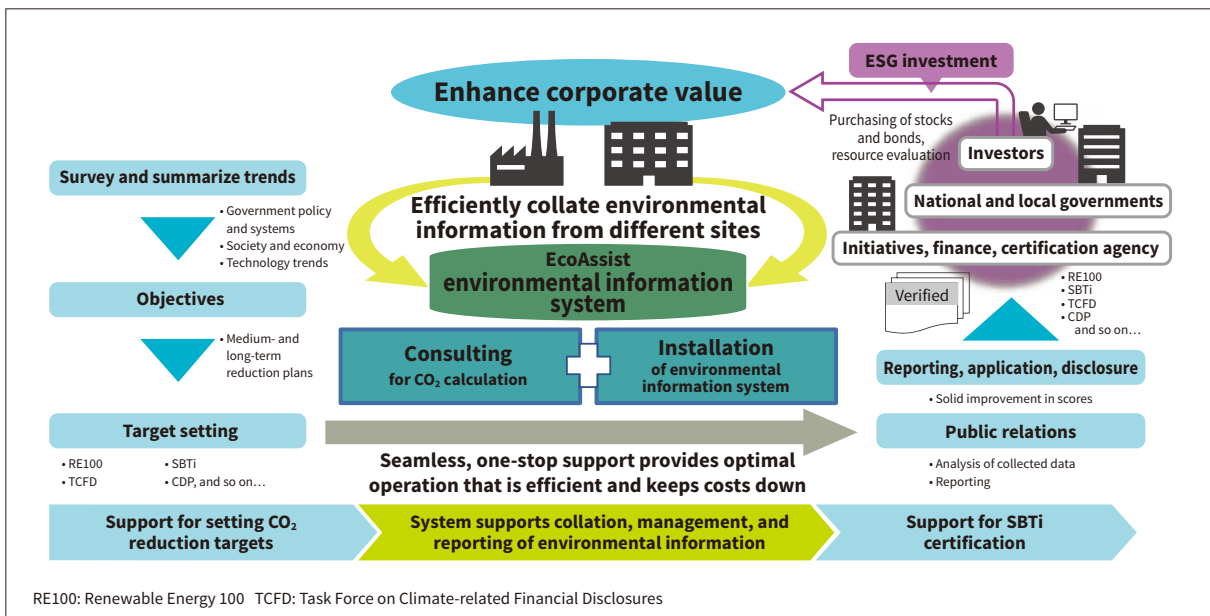 ESG investment
Enhance corporate value
Purchasing of stocks
and bonds,
resource evaluation
Investors
National and local governments
Initiatives, finance, certification agency
Survey and summarize trends
• Government policy
and systems
• Society and economy
• Technology trends
Objectives
• Medium- and
long-term
reduction plans
Target setting
• RE100
• TCFD
• SBTi
• CDP, and so on…
Efficiently collate environmental
information from different sites
EcoAssist
environmental information
system
Consulting
for CO₂ calculation
Installation
of environmental
information system
Verified
• RE100
• SBTi
• TCFD
• CDP
and so on…
Reporting, application, disclosure
• Solid improvement in scores
Public relations
• Analysis of collected data
• Reporting
Seamless, one-stop support provides optimal
operation that is efficient and keeps costs down
Support for setting CO₂
reduction targets
System supports collation, management, and
reporting of environmental information
Support for SBTi
certification
RE100: Renewable Energy 100 TCFD: Task Force on Climate-related Financial Disclosures